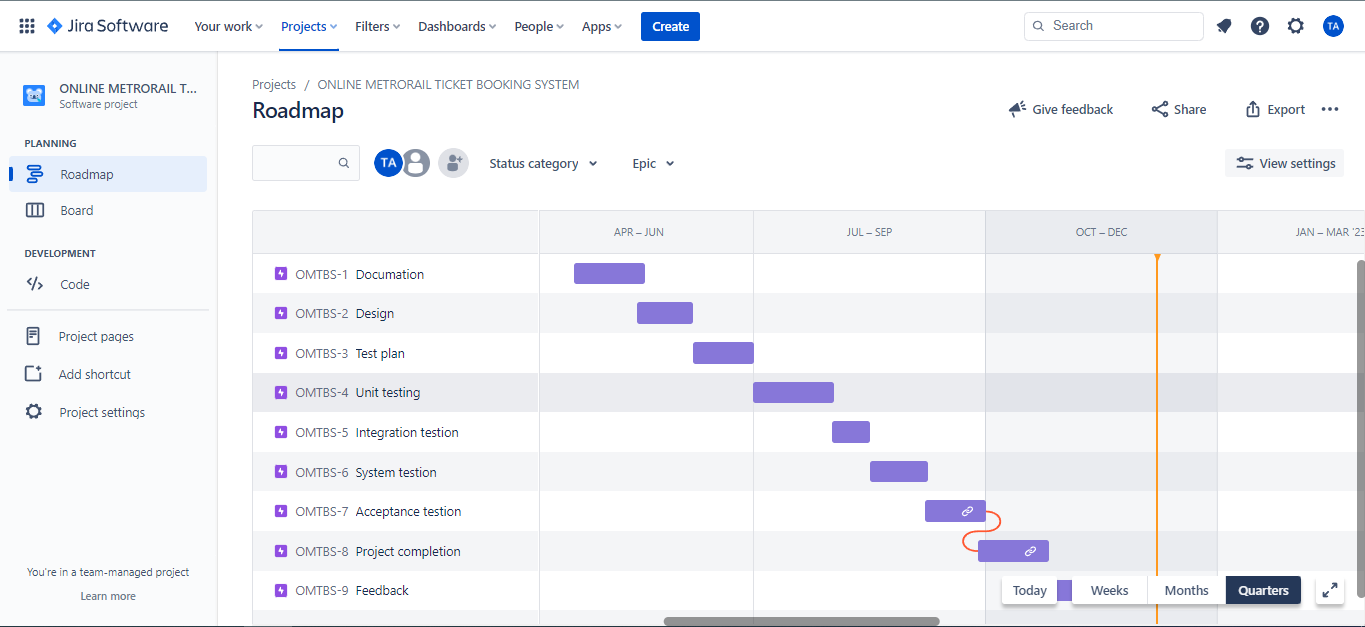 Jira Software Your work Projects Filters Dashboards People Apps Create Search TA
ONLINE METRORAIL T...
Software project
PLANNING
Roadmap
Board
DEVELOPMENT
Code
Project pages
Add shortcut
Project settings
You're in a team-managed project
Learn more
Projects / ONLINE METRORAIL TICKET BOOKING SYSTEM
Roadmap
Give feedback Share Export
TA Status category Epic View settings
APR – JUN JUL – SEP OCT – DEC JAN – MAR '23
OMTBS-1 Documation
OMTBS-2 Design
OMTBS-3 Test plan
OMTBS-4 Unit testing
OMTBS-5 Integration testion
OMTBS-6 System testion
OMTBS-7 Acceptance testion
OMTBS-8 Project completion
OMTBS-9 Feedback
Today Weeks Months Quarters